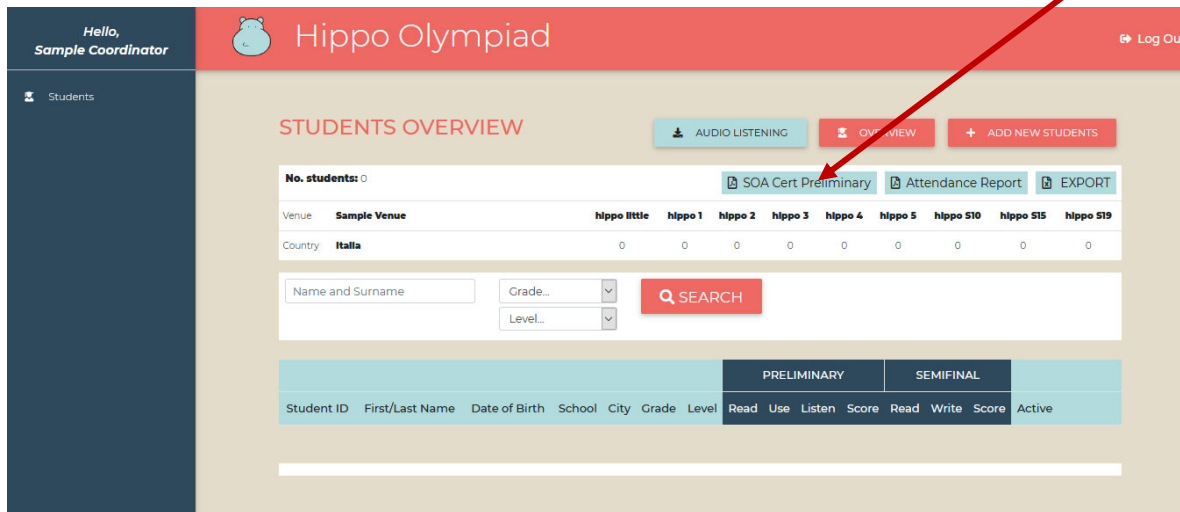 Hello,
Sample Coordinator
Hippo Olympiad
Log Ou
Students
STUDENTS OVERVIEW
AUDIO LISTENING
OVERVIEW
+ ADD NEW STUDENTS
No. students: 0
SOA Cert Preliminary
Attendance Report
EXPORT
Venue Sample Venue hippo little hippo 1 hippo 2 hippo 3 hippo 4 hippo 5 hippo S10 hippo S15 hippo S19
Country Italia 0 0 0 0 0 0 0 0 0
Name and Surname
Grade...
SEARCH
Level...
PRELIMINARY SEMIFINAL
Student ID First/Last Name Date of Birth School City Grade Level Read Use Listen Score Read Write Score Active